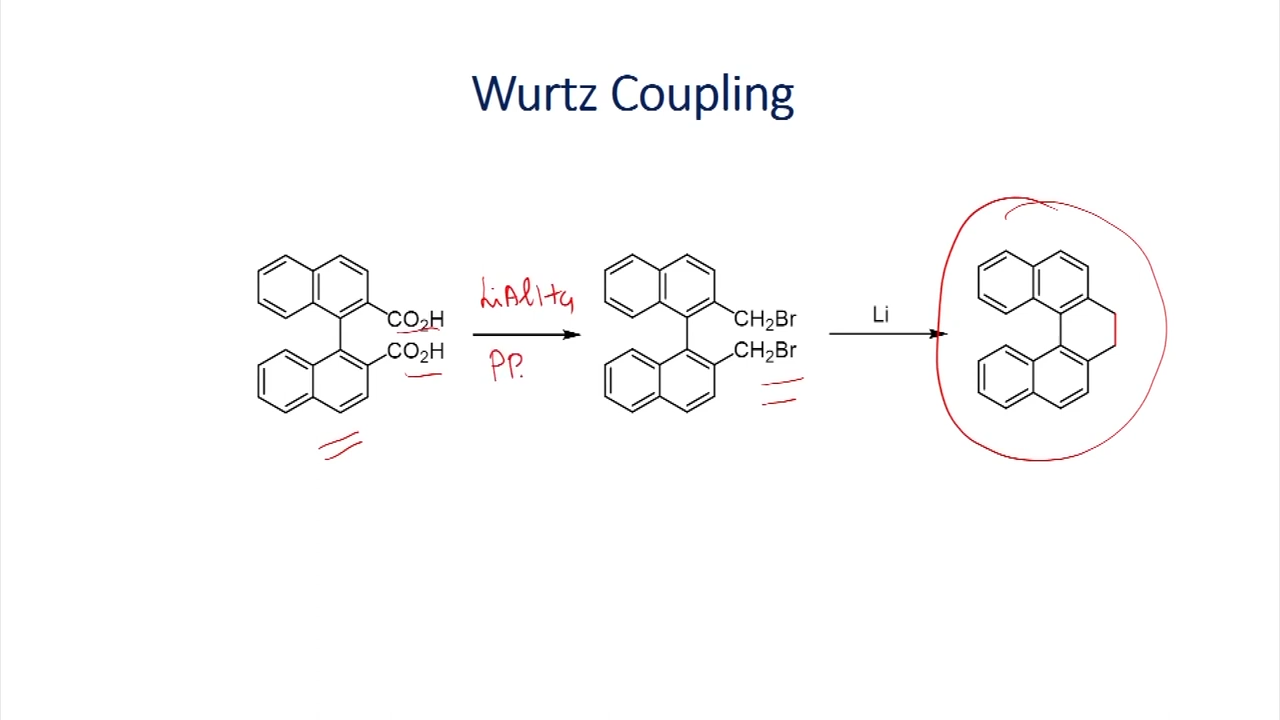 Wurtz Coupling
CO₂H
CO₂H
LiAlH₄
PP.
CH₂Br
CH₂Br
Li